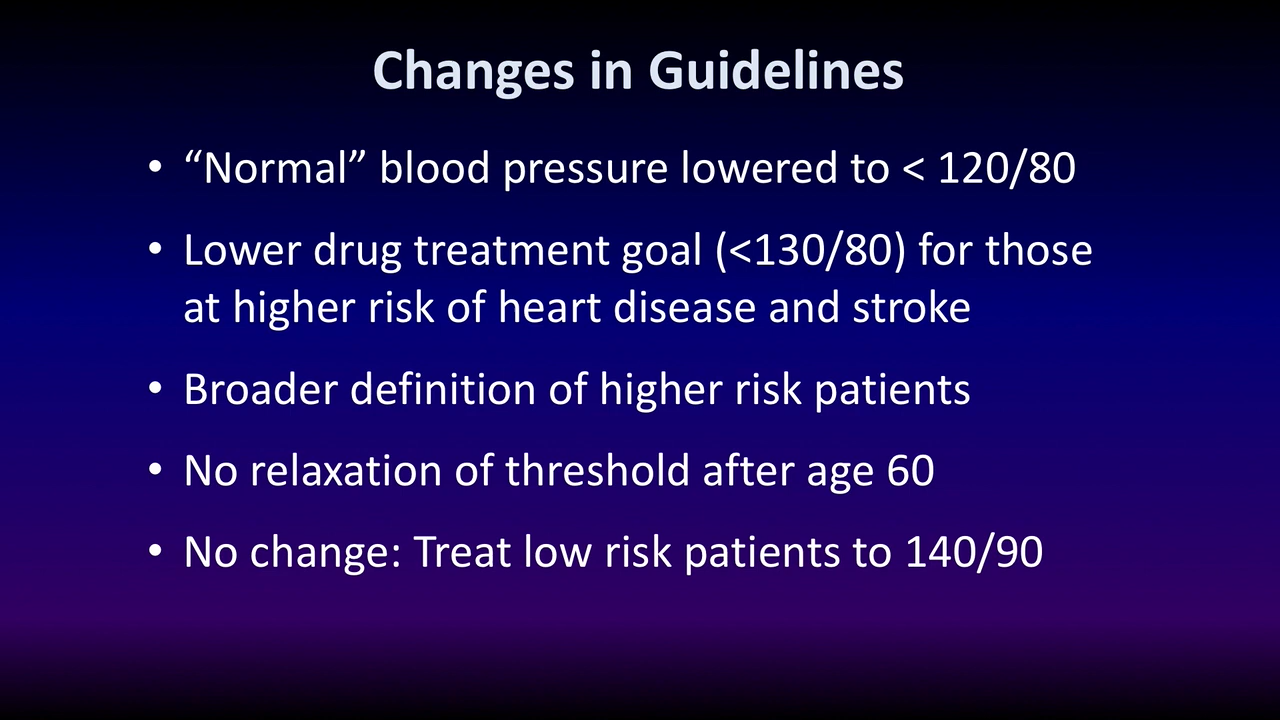 Changes in Guidelines
• “Normal” blood pressure lowered to < 120/80
• Lower drug treatment goal (<130/80) for those
at higher risk of heart disease and stroke
• Broader definition of higher risk patients
• No relaxation of threshold after age 60
• No change: Treat low risk patients to 140/90